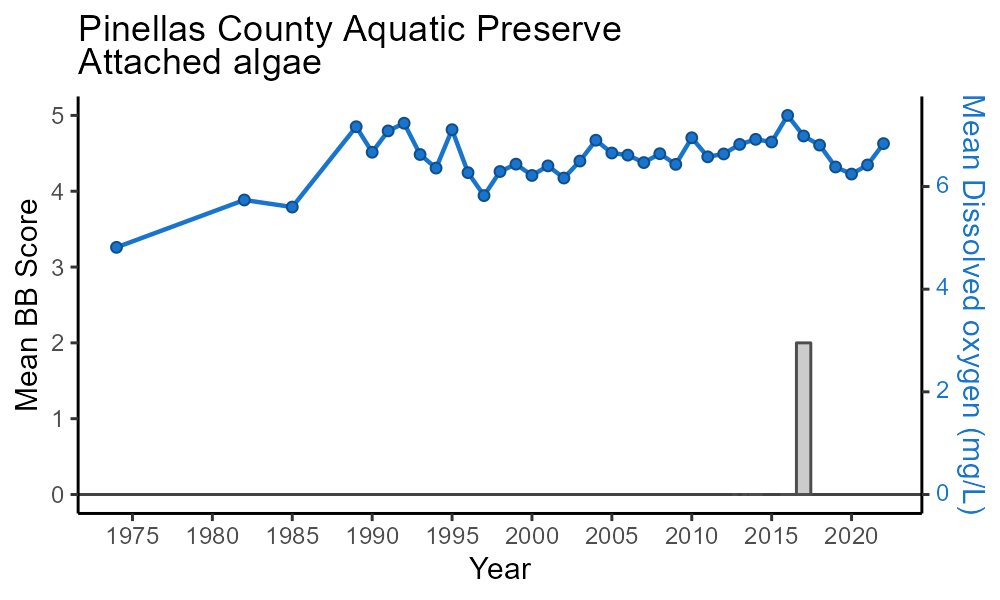 Pinellas County Aquatic Preserve
Attached algae
Mean BB Score
5
4
3
2
1
0
Mean Dissolved oxygen (mg/L)
6
4
2
0
1975 1980 1985 1990 1995 2000 2005 2010 2015 2020
Year